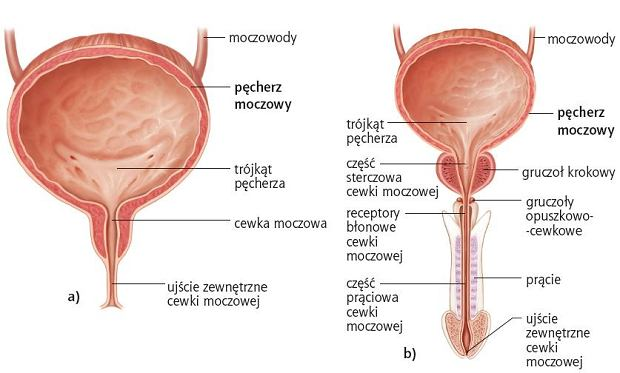 moczowody
pęcherz
moczowy
trójkąt
pęcherza
cewka moczowa
ujście zewnętrzne
cewki moczowej
a)
moczowody
pęcherz
moczowy
trójkąt
pęcherza
część
sterczowa
cewki moczowej
gruczoł krokowy
receptory
błonowe
cewki
moczowej
gruczoły
opuszkowo-
-cewkowe
część
prąciowa
cewki
moczowej
prącie
ujście
zewnętrzne
cewki
moczowej
b)